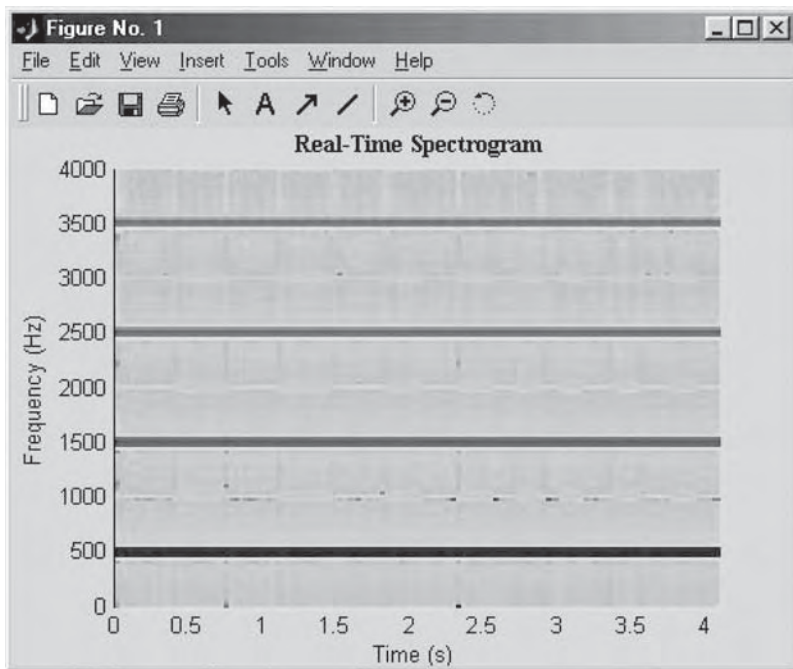 Figure No. 1
File Edit View Insert Tools Window Help
A
Real-Time Spectrogram
4000
3500
3000
2500
2000
1500
1000
500
0
Frequency (Hz)
0 0.5 1 1.5 2 2.5 3 3.5 4
Time (s)